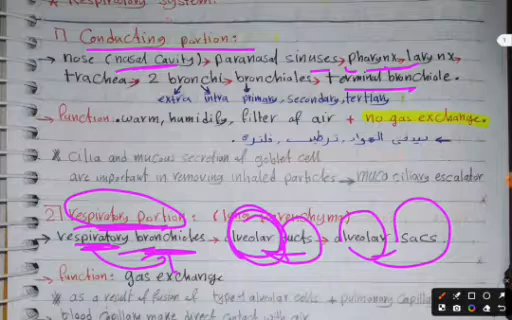 * Respiratory system:
1] Conducting portion:
→ nose (nasal cavity) → paranasal sinuses → pharynx → larynx →
trachea → 2 bronchi → bronchioles → terminal bronchiole.
extra intra primary, secondary, tertiary
→ Function: warm, humidify, filter of air + no gas exchange.
* cilia and mucous secretion of goblet cell
are important in removing inhaled particles → muco ciliary escalator
2] respiratory portion: (lung parenchyma)
→ respiratory bronchioles → alveolar ducts → alveolar sacs.
→ Function: gas exchange
* as a result of fusion of type I alveolar cells + pulmonary capillary
blood capillary make direct contact with air
1